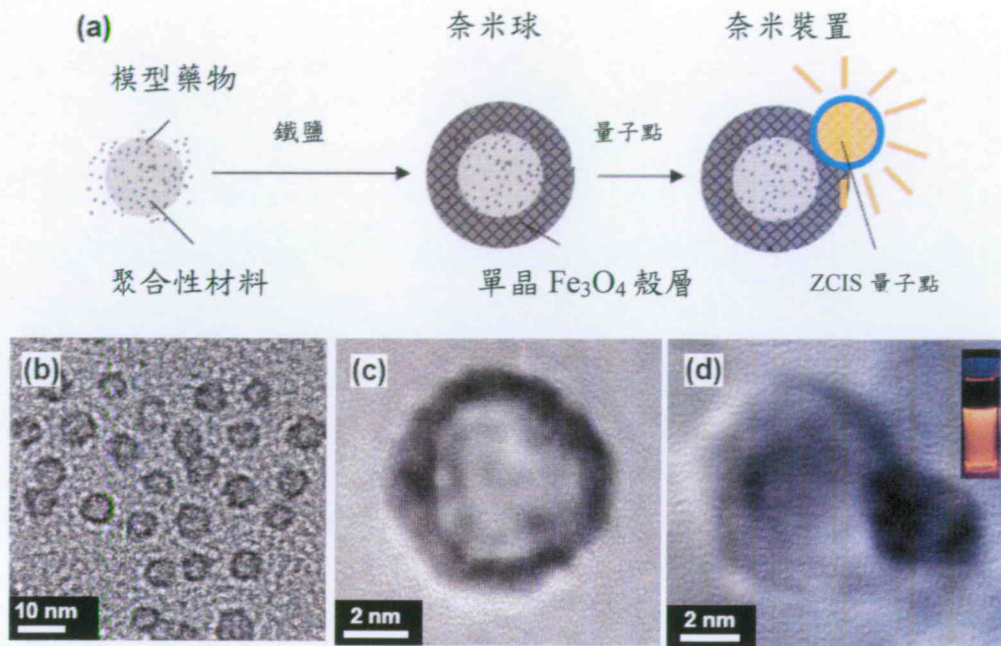 (a)
奈米球
奈米裝置
模型藥物
鐵鹽
量子點
聚合性材料
單晶 Fe3O4 殼層
ZCIS 量子點
(b)
(c)
(d)
10 nm
2 nm
2 nm